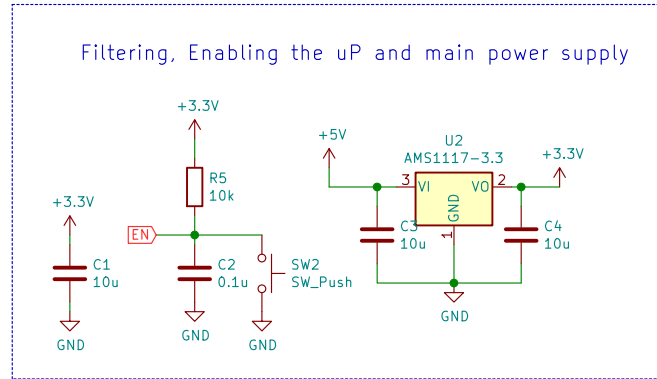 Filtering, Enabling the uP and main power supply
+3.3V
C1
10u
GND
+3.3V
R5
10k
EN
C2
0.1u
GND
SW2
SW_Push
GND
+5V
U2
AMS1117-3.3
+3.3V
3
VI
VO
2
GND
1
C3
10u
C4
10u
GND